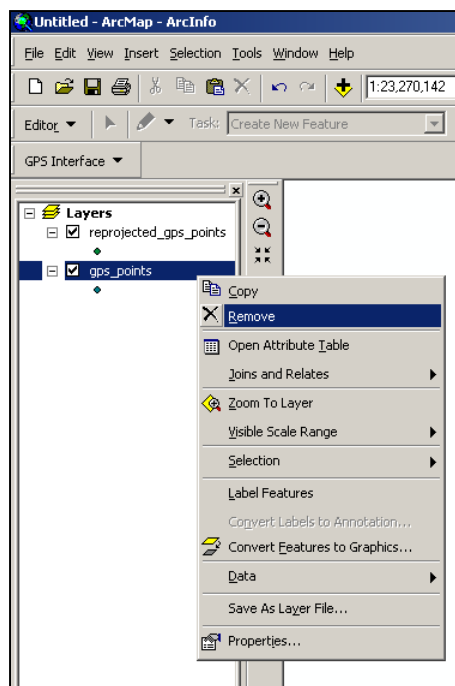 Untitled - ArcMap - ArcInfo
File Edit View Insert Selection Tools Window Help
1:23,270,142
Editor Task: Create New Feature
GPS Interface
Layers
reprojected_gps_points
gps_points
Copy
Remove
Open Attribute Table
Joins and Relates
Zoom To Layer
Visible Scale Range
Selection
Label Features
Convert Labels to Annotation...
Convert Features to Graphics...
Data
Save As Layer File...
Properties...